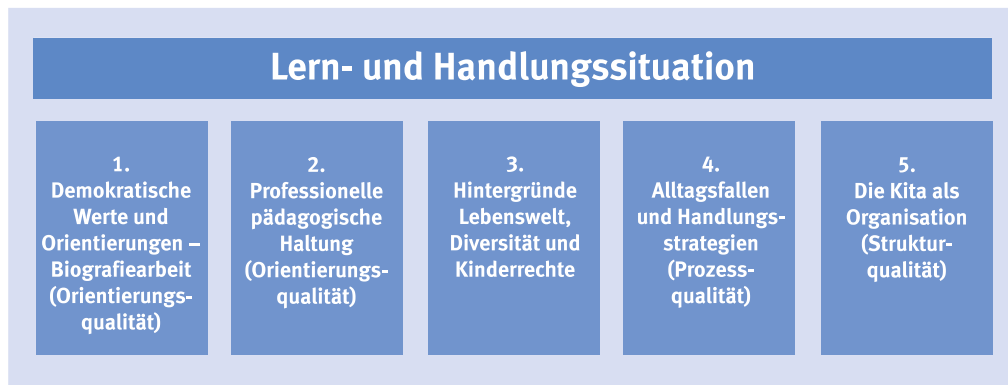 Lern- und Handlungssituation
1.
Demokratische
Werte und
Orientierungen –
Biografiearbeit
(Orientierungs-
qualität)
2.
Professionelle
pädagogische
Haltung
(Orientierungs-
qualität)
3.
Hintergründe
Lebenswelt,
Diversität und
Kinderrechte
4.
Alltagsfallen
und Handlungs-
strategien
(Prozess-
qualität)
5.
Die Kita als
Organisation
(Struktur-
qualität)